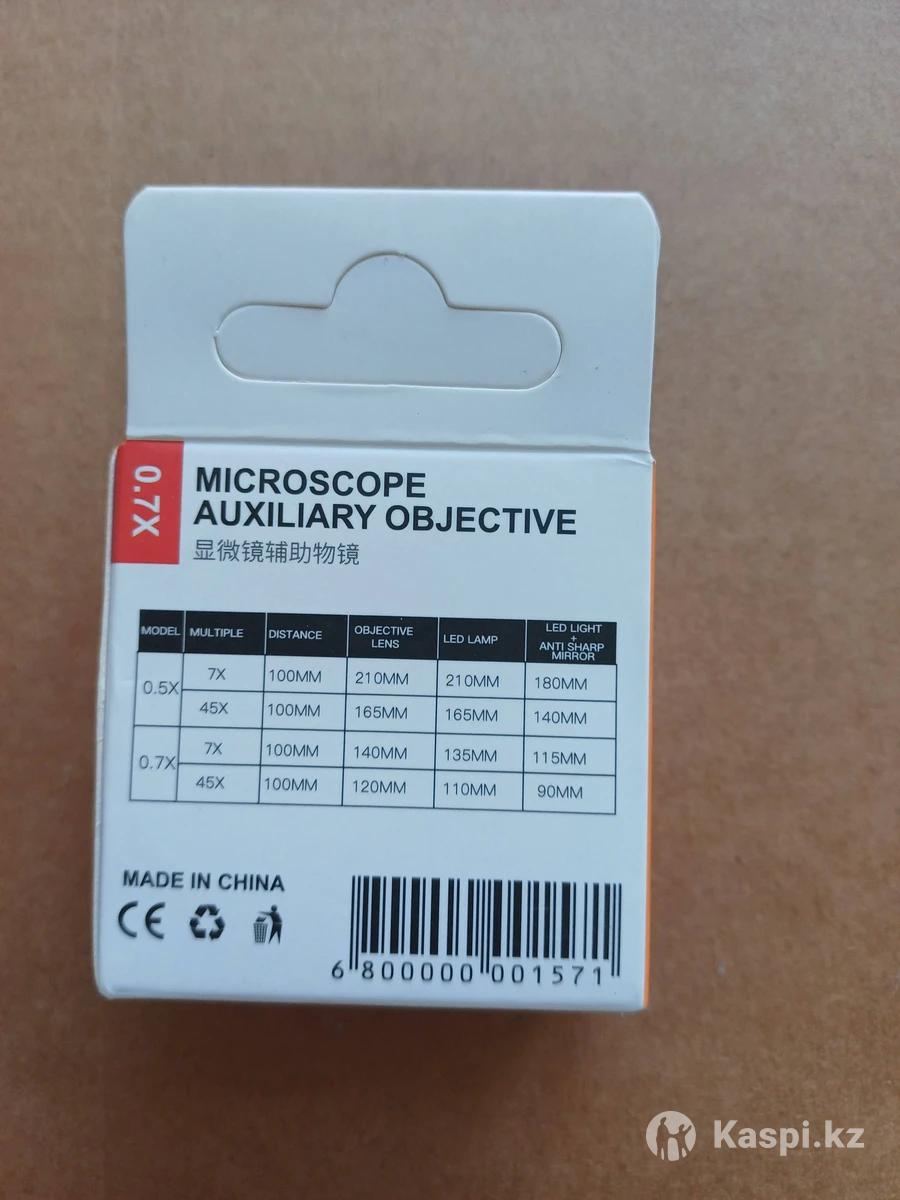 0.7X
MICROSCOPE
AUXILIARY OBJECTIVE
显微镜辅助物镜
MODEL MULTIPLE DISTANCE OBJECTIVE LENS LED LAMP LED LIGHT + ANTI SHARP MIRROR
0.5X 7X 100MM 210MM 210MM 180MM
45X 100MM 165MM 165MM 140MM
0.7X 7X 100MM 140MM 135MM 115MM
45X 100MM 120MM 110MM 90MM
MADE IN CHINA
CE
6 800000 001571
Kaspi.kz